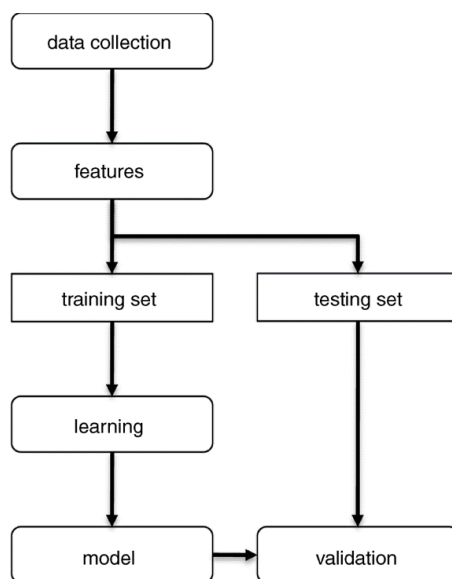 data collection
features
training set
testing set
learning
model
validation